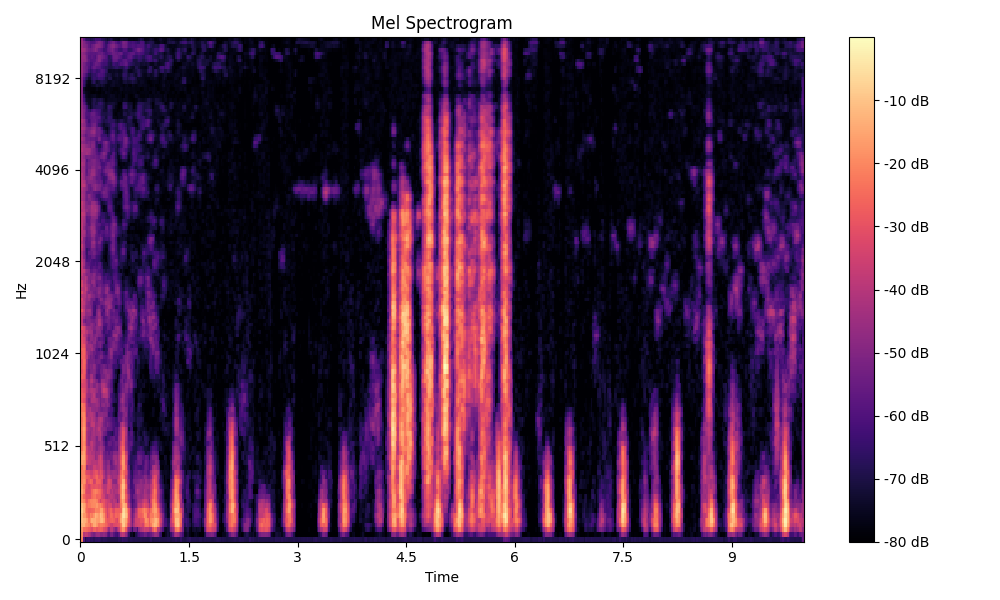 Mel Spectrogram
Hz
8192
4096
2048
1024
512
0
0 1.5 3 4.5 6 7.5 9
Time
-10 dB
-20 dB
-30 dB
-40 dB
-50 dB
-60 dB
-70 dB
-80 dB